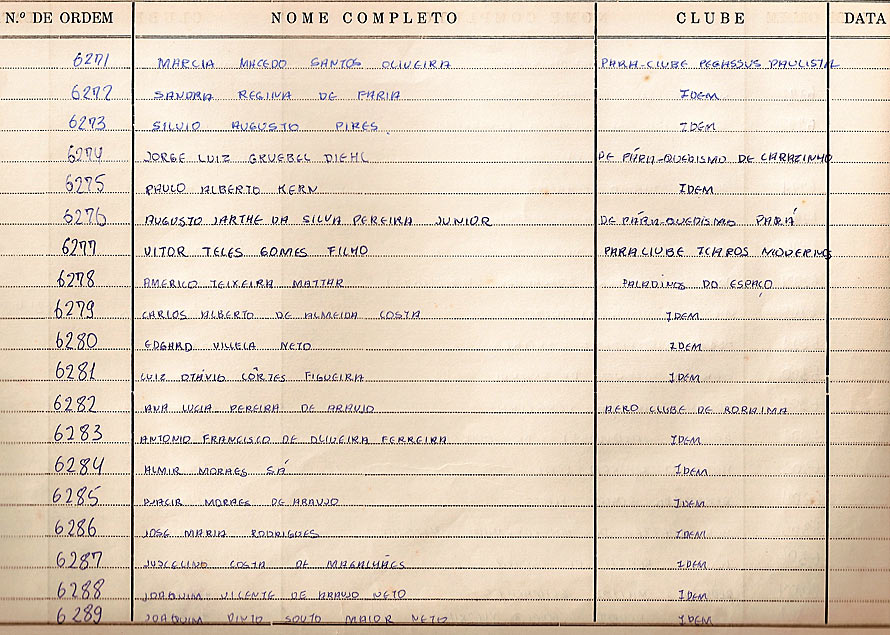 N.º DE ORDEM NOME COMPLETO CLUBE DATA
6271 MARCIA MACEDO SANTOS OLIVEIRA PARA-CLUBE PEGASSUS PAULISTA
6272 SANDRA REGINA DE FARIA IDEM
6273 SILVIO AUGUSTO PIRES IDEM
6274 JORGE LUIZ GRUEBEL DIEHL DE PÁRA-QUEDISMO DE CARAZINHO
6275 PAULO ALBERTO KERN IDEM
6276 AUGUSTO JARTHE DA SILVA PEREIRA JUNIOR DE PÁRA-QUEDISMO PARÁ
6277 VITOR TELES GOMES FILHO PARACLUBE ICAROS MODERNOS
6278 AMERICO TEIXEIRA MATTAR PALADINOS DO ESPAÇO
6279 CARLOS ALBERTO DE ALMEIDA COSTA IDEM
6280 EDGARD VILLELA NETO IDEM
6281 LUIZ OTÁVIO CÔRTES FIGUEIRA IDEM
6282 ANA LUCIA PEREIRA DE ARAUJO AERO CLUBE DE RORAIMA
6283 ANTONIO FRANCISCO DE OLIVEIRA FERREIRA IDEM
6284 ALMIR MORAES SÁ IDEM
6285 MORAES DE ARAUJO IDEM
6286 JOSE MARIA RODRIGUES IDEM
6287 JUSCELINO COSTA DE MAGALHÃES IDEM
6288 JOAQUIM VICENTE DE ARAUJO NETO IDEM
6289 JOAQUIM PINTO SOUTO MAIOR NETO IDEM